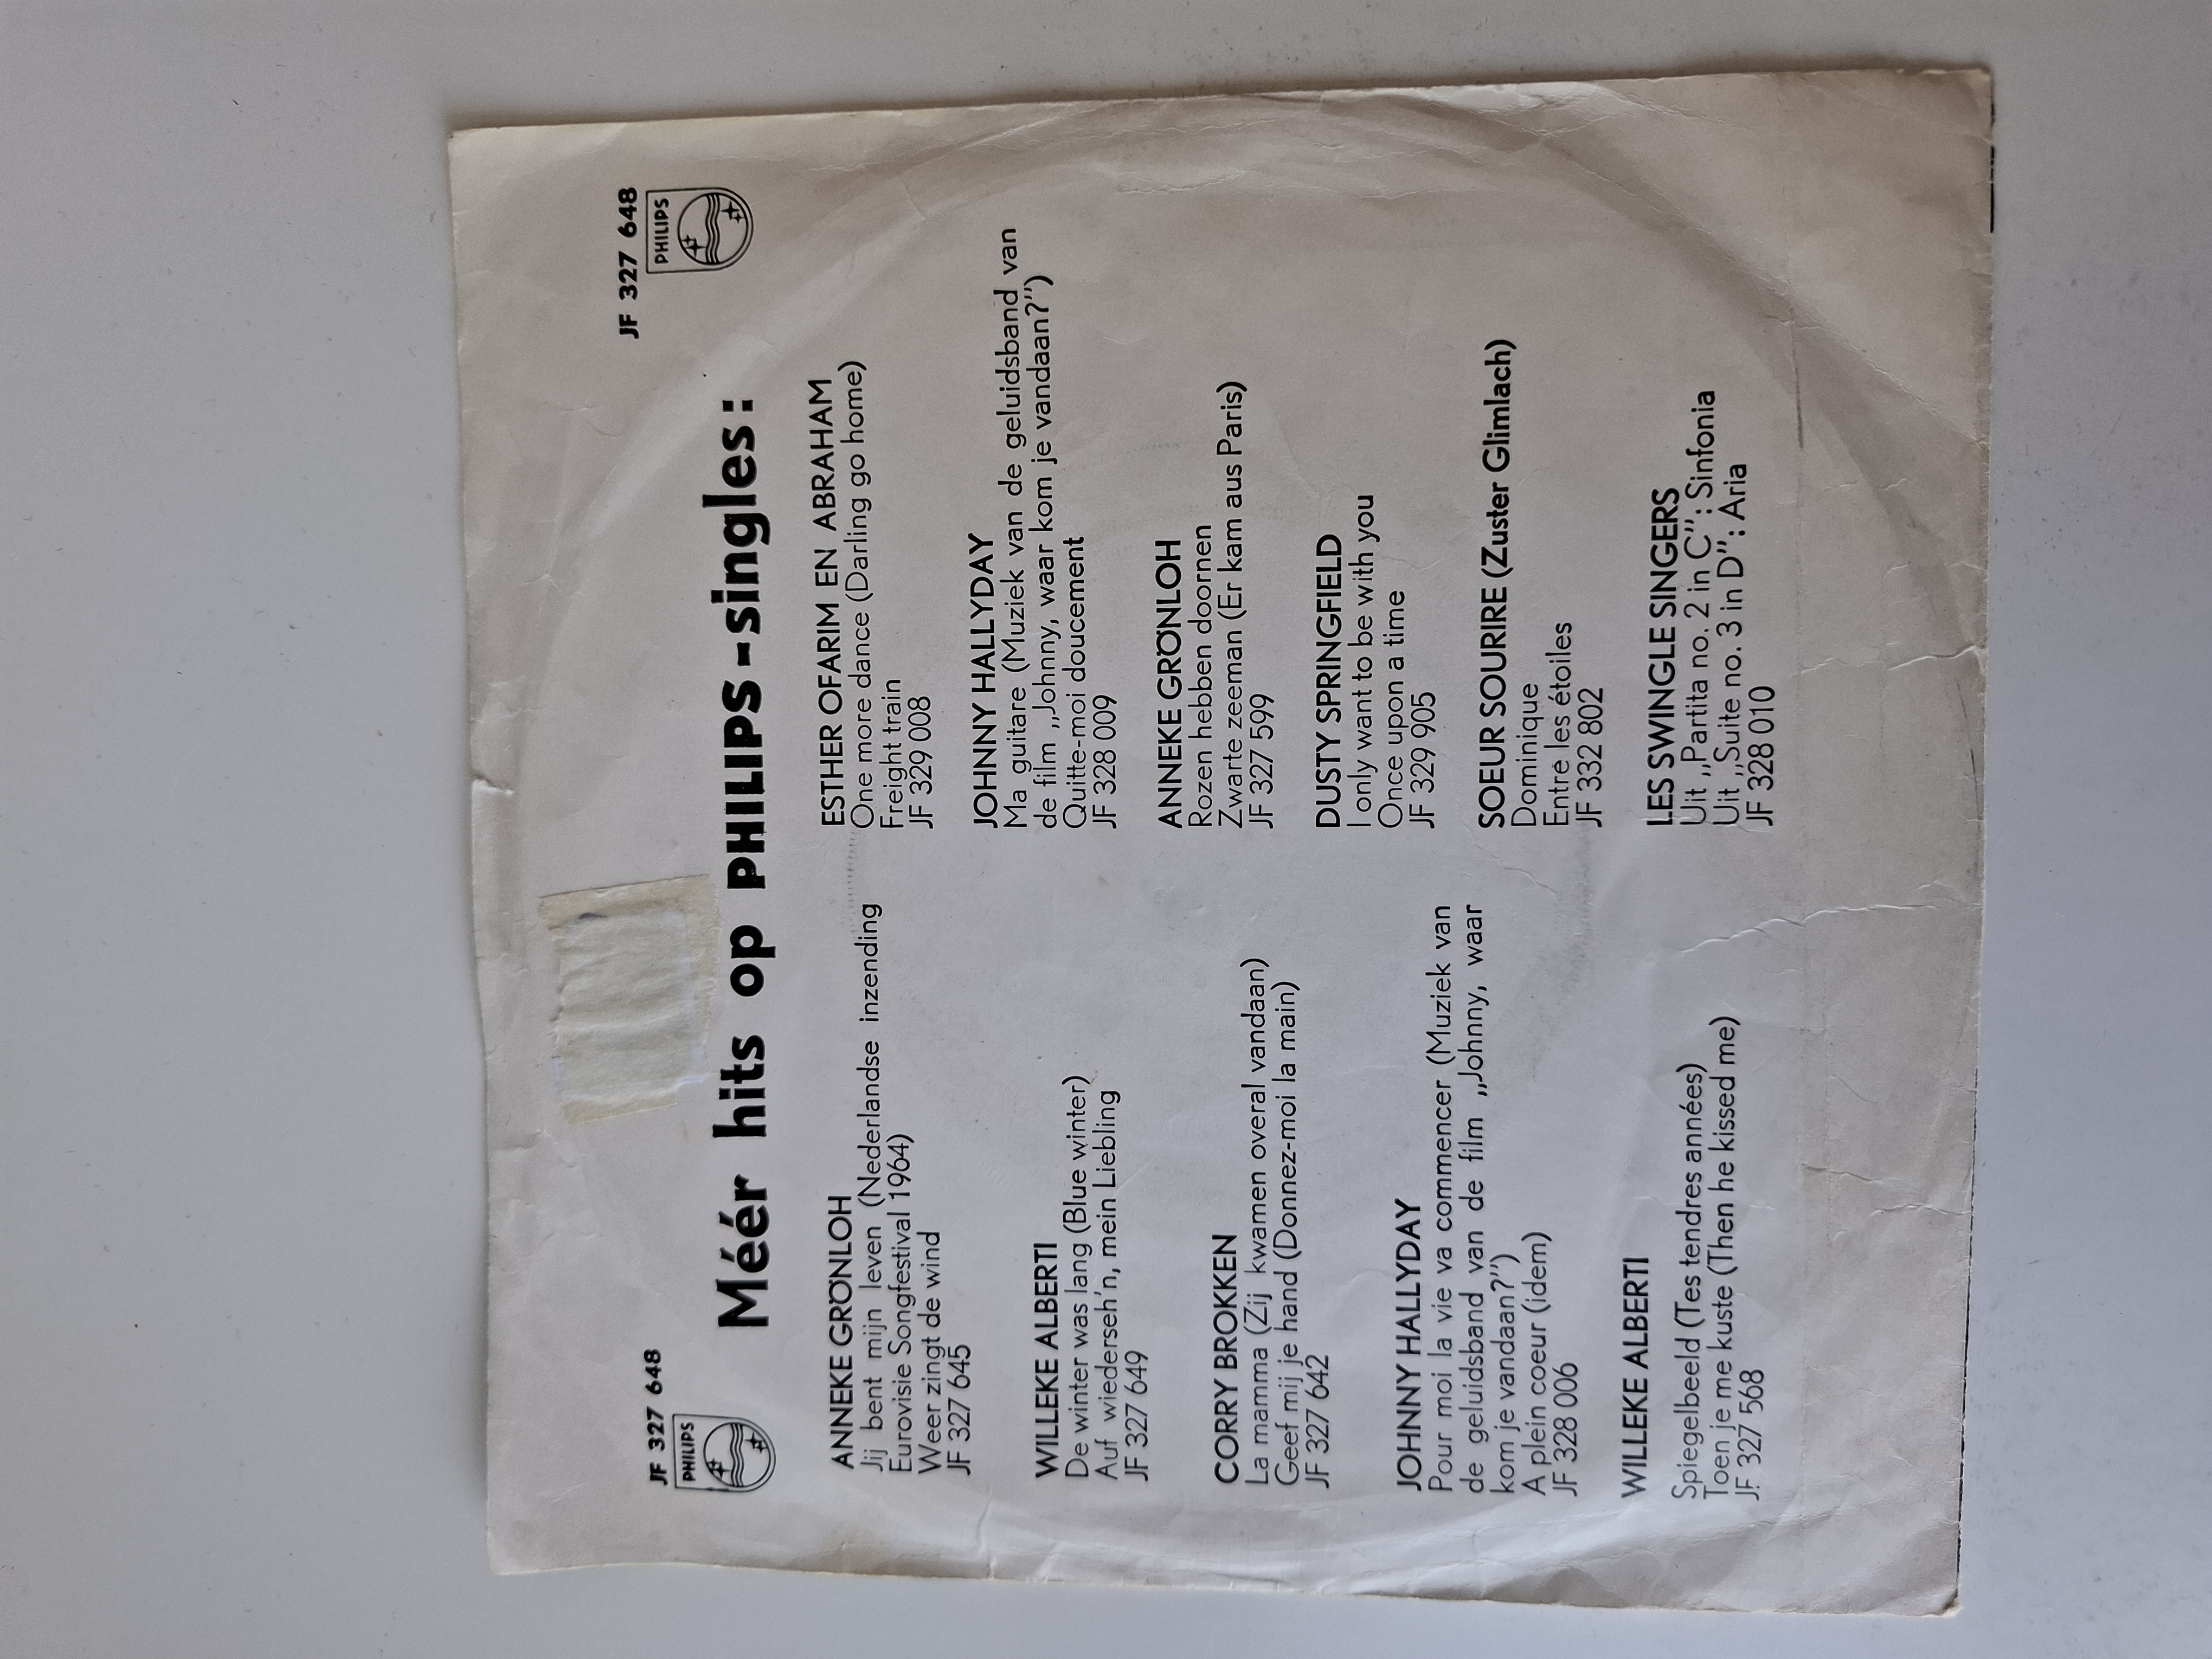 JF 327 648
PHILIPS
JF 327 648
PHILIPS
Méér hits op PHILIPS-singles:
ANNEKE GRÖNLOH
Jij bent mijn leven (Nederlandse inzending
Eurovisie Songfestival 1964)
Weer zingt de wind
JF 327 645
WILLEKE ALBERTI
De winter was lang (Blue winter)
Auf wiederseh'n, mein Liebling
JF 327 649
CORRY BROKKEN
La mamma (Zij kwamen overal vandaan)
Geef mij je hand (Donnez-moi la main)
JF 327 642
JOHNNY HALLYDAY
Pour moi la vie va commencer (Muziek van
de geluidsband van de film „Johnny, waar
kom je vandaan?")
A plein coeur (idem)
JF 328 006
WILLEKE ALBERTI
Spiegelbeeld (Tes tendres années)
Toen je me kuste (Then he kissed me)
JF 327 568
ESTHER OFARIM EN ABRAHAM
One more dance (Darling go home)
Freight train
JF 329 008
JOHNNY HALLYDAY
Ma guitare (Muziek van de geluidsband van
de film „Johnny, waar kom je vandaan?")
Quitte-moi doucement
JF 328 009
ANNEKE GRÖNLOH
Rozen hebben doornen
Zwarte zeeman (Er kam aus Paris)
JF 327 599
DUSTY SPRINGFIELD
I only want to be with you
Once upon a time
JF 329 905
SOEUR SOURIRE (Zuster Glimlach)
Dominique
Entré les étoiles
JF 332 802
LES SWINGLE SINGERS
Uit „Partita no. 2 in C": Sinfonia
Uit „Suite no. 3 in D": Aria
JF 328 010